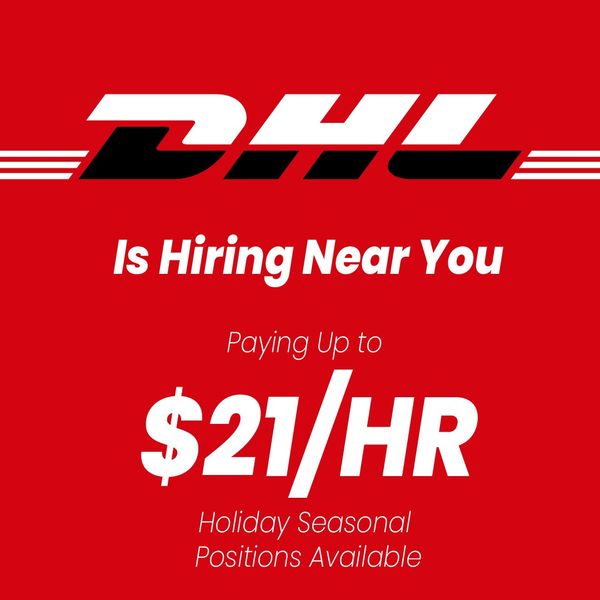 DHL
Is Hiring Near You
Paying Up to
$21/HR
Holiday Seasonal
Positions Available